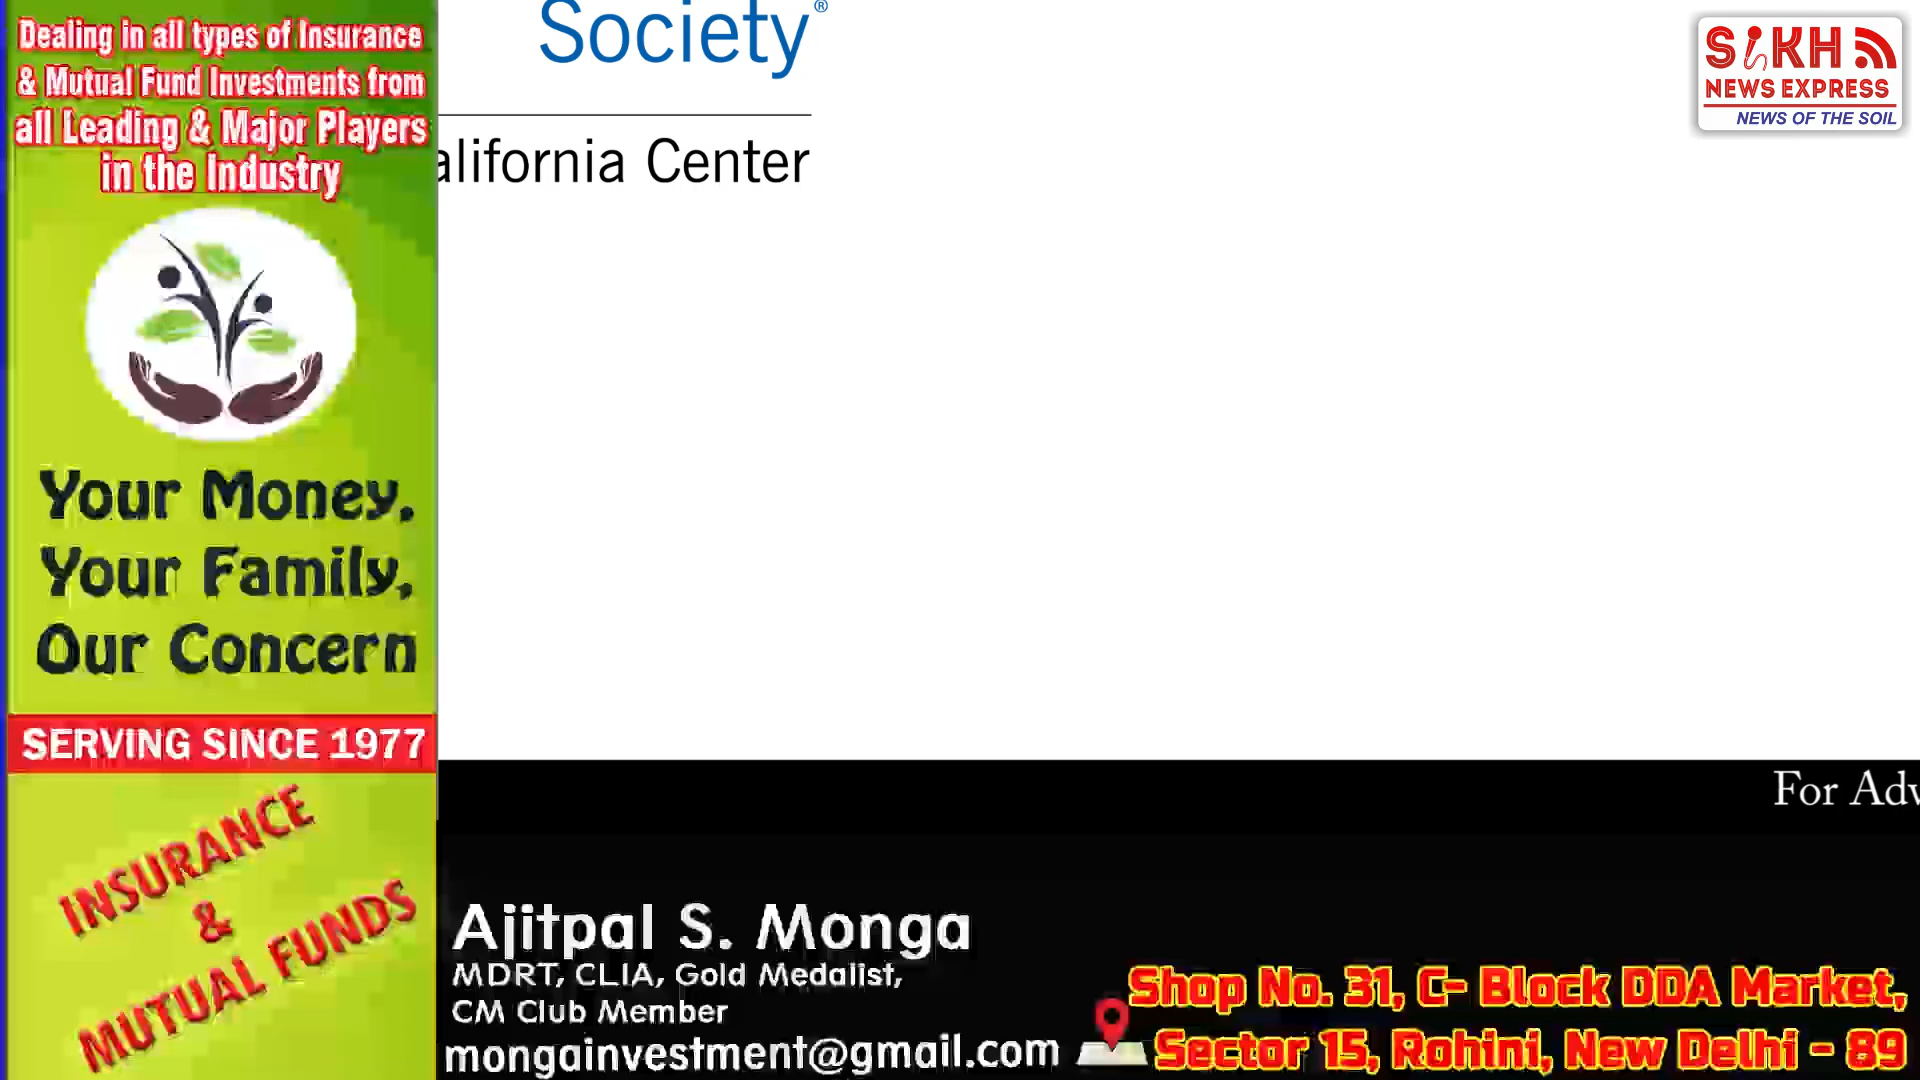 Dealing in all types of Insurance
& Mutual Fund Investments from
all Leading & Major Players
in the Industry
Your Money,
Your Family,
Our Concern
SERVING SINCE 1977
INSURANCE
&
MUTUAL FUNDS
Society®
alifornia Center
SIKH
NEWS EXPRESS
NEWS OF THE SOIL
For Adv
Ajitpal S. Monga
MDRT, CLIA, Gold Medalist,
CM Club Member
mongainvestment@gmail.com
Shop No. 31, C- Block DDA Market,
Sector 15, Rohini, New Delhi - 89